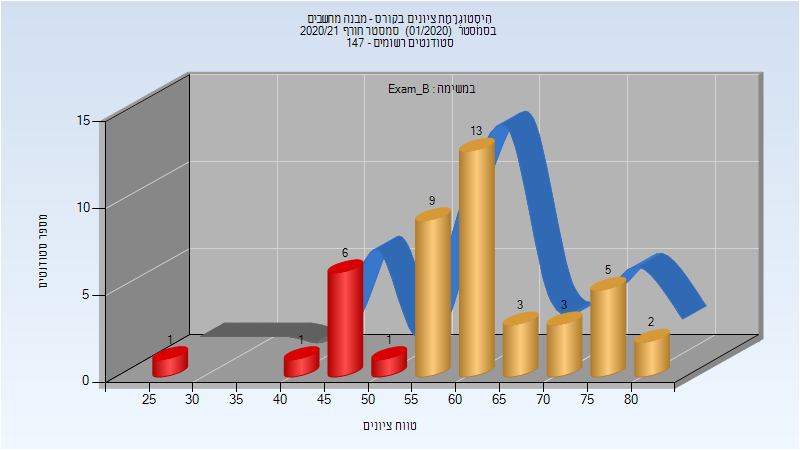 היסטוגרמת ציונים בקורס - מבנה מחשבים
בסמסטר (01/2020) סמסטר חורף 2020/21
סטודנטים רשומים - 147
במשימה : Exam_B
15
10
5
0
מספר סטודנטים
1
1
6
1
9
13
3
3
5
2
25 30 35 40 45 50 55 60 65 70 75 80
טווח ציונים